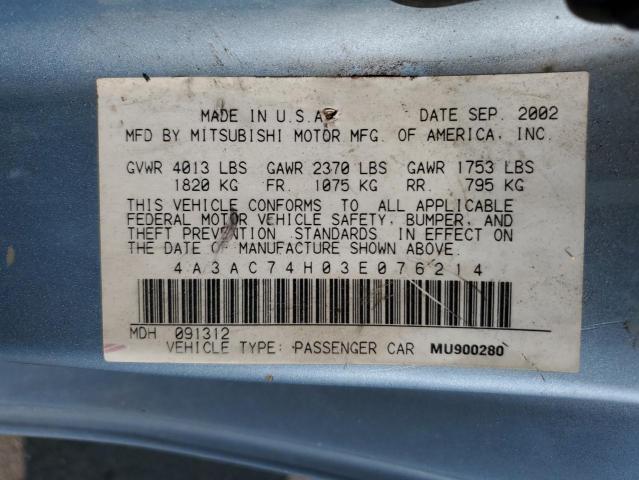 MADE IN U.S.A. DATE SEP. 2002
MFD BY MITSUBISHI MOTOR MFG. OF AMERICA, INC.
GVWR 4013 LBS GAWR 2370 LBS GAWR 1753 LBS
1820 KG FR. 1075 KG RR. 795 KG
THIS VEHICLE CONFORMS TO ALL APPLICABLE
FEDERAL MOTOR VEHICLE SAFETY, BUMPER, AND
THEFT PREVENTION STANDARDS IN EFFECT ON
THE DATE OF MANUFACTURE SHOWN ABOVE.
4A3AC74H03E076214
MDH 091312
VEHICLE TYPE: PASSENGER CAR MU900280